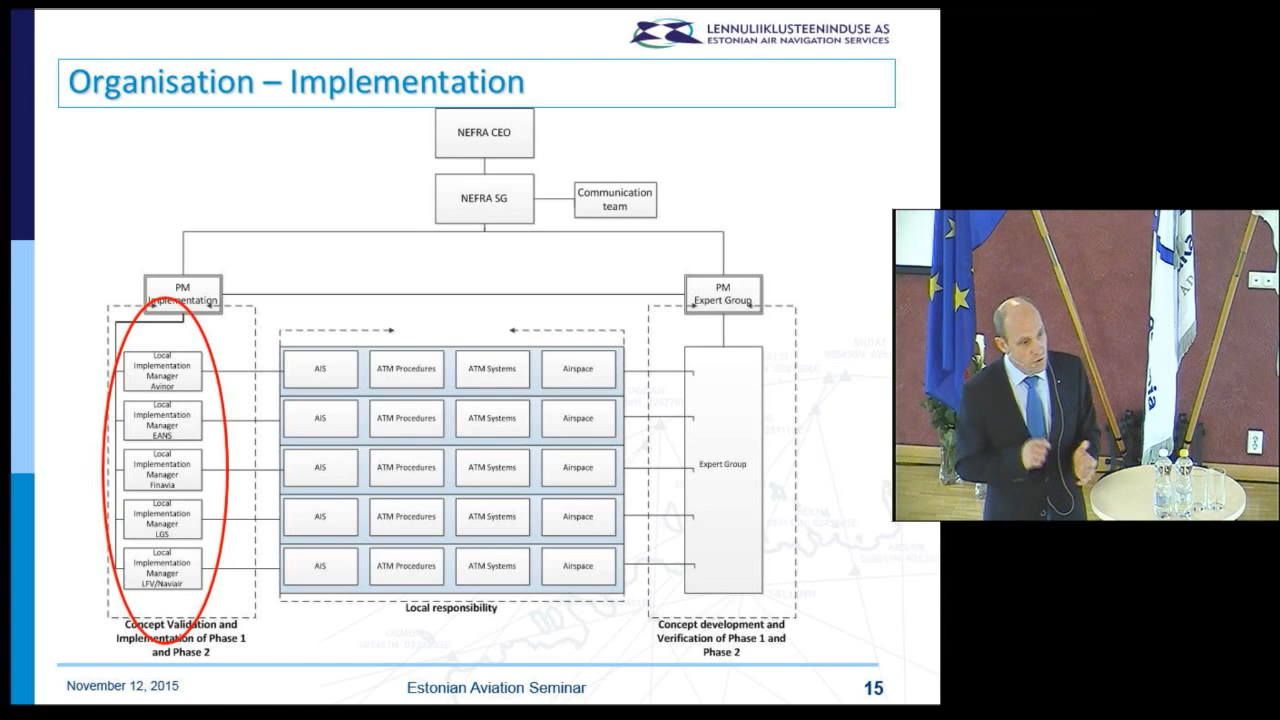 LENNULIIKLUSTEENINDUSE AS
ESTONIAN AIR NAVIGATION SERVICES
Organisation – Implementation
NEFRA CEO
NEFRA SG
Communication
team
PM
Implementation
PM
Expert Group
Local
Implementation
Manager
Avinor
AIS
ATM Procedures
ATM Systems
Airspace
Local
Implementation
Manager
EANS
AIS
ATM Procedures
ATM Systems
Airspace
Local
Implementation
Manager
Finavia
AIS
ATM Procedures
ATM Systems
Airspace
Expert Group
Local
Implementation
Manager
LGS
AIS
ATM Procedures
ATM Systems
Airspace
Local
Implementation
Manager
LFV/Naviair
AIS
ATM Procedures
ATM Systems
Airspace
Local responsibility
Concept Validation and
Implementation of Phase 1
and Phase 2
Concept development and
Verification of Phase 1 and
Phase 2
November 12, 2015
Estonian Aviation Seminar
15